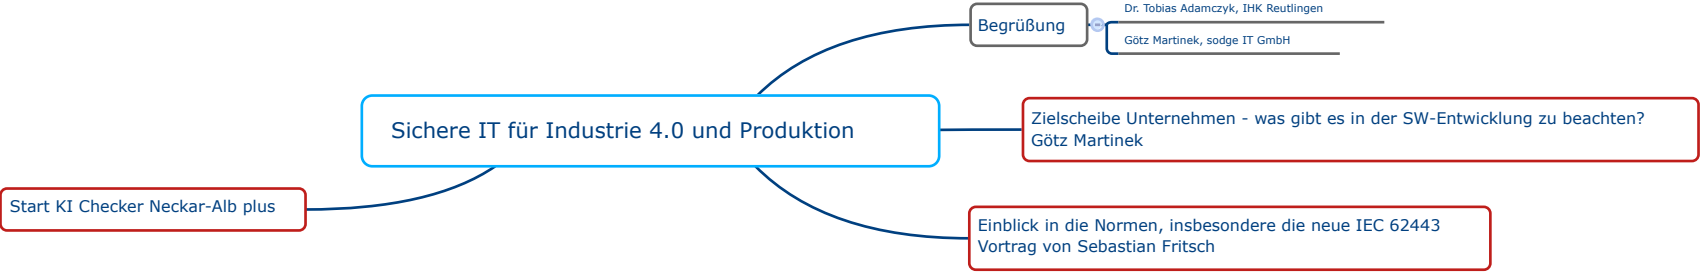 Sichere IT für Industrie 4.0 und Produktion
Begrüßung
Dr. Tobias Adamczyk, IHK Reutlingen
Götz Martinek, sodge IT GmbH
Zielscheibe Unternehmen - was gibt es in der SW-Entwicklung zu beachten?
Götz Martinek
Einblick in die Normen, insbesondere die neue IEC 62443
Vortrag von Sebastian Fritsch
Start KI Checker Neckar-Alb plus